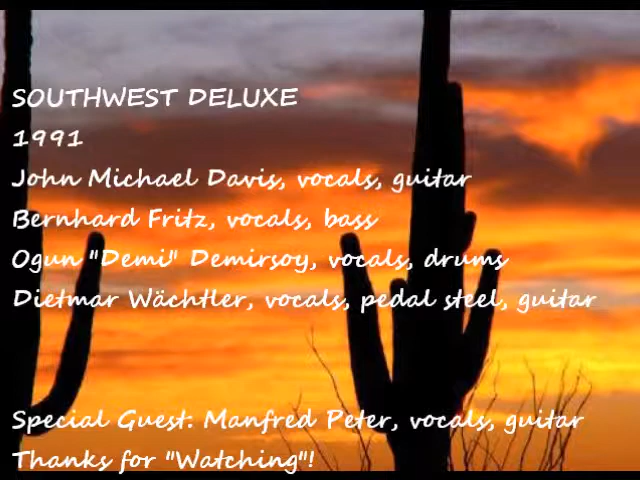 SOUTHWEST DELUXE
1991
John Michael Davis, vocals, guitar
Bernhard Fritz, vocals, bass
Ogun "Demi" Demirsoy, vocals, drums
Dietmar Wächtler, vocals, pedal steel, guitar
Special Guest: Manfred Peter, vocals, guitar
Thanks for "Watching"!